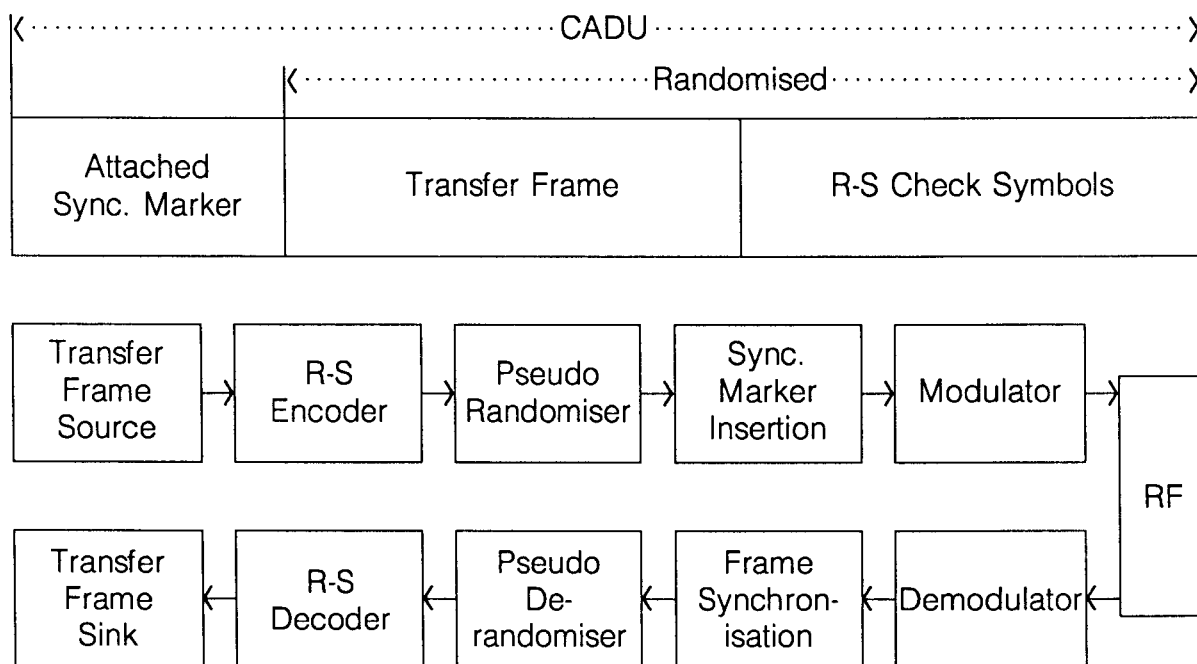 CADU
Randomised
Attached
Sync. Marker
Transfer Frame
R-S Check Symbols
Transfer
Frame
Source
R-S
Encoder
Pseudo
Randomiser
Sync.
Marker
Insertion
Modulator
RF
Transfer
Frame
Sink
R-S
Decoder
Pseudo
De-
randomiser
Frame
Synchron-
isation
Demodulator